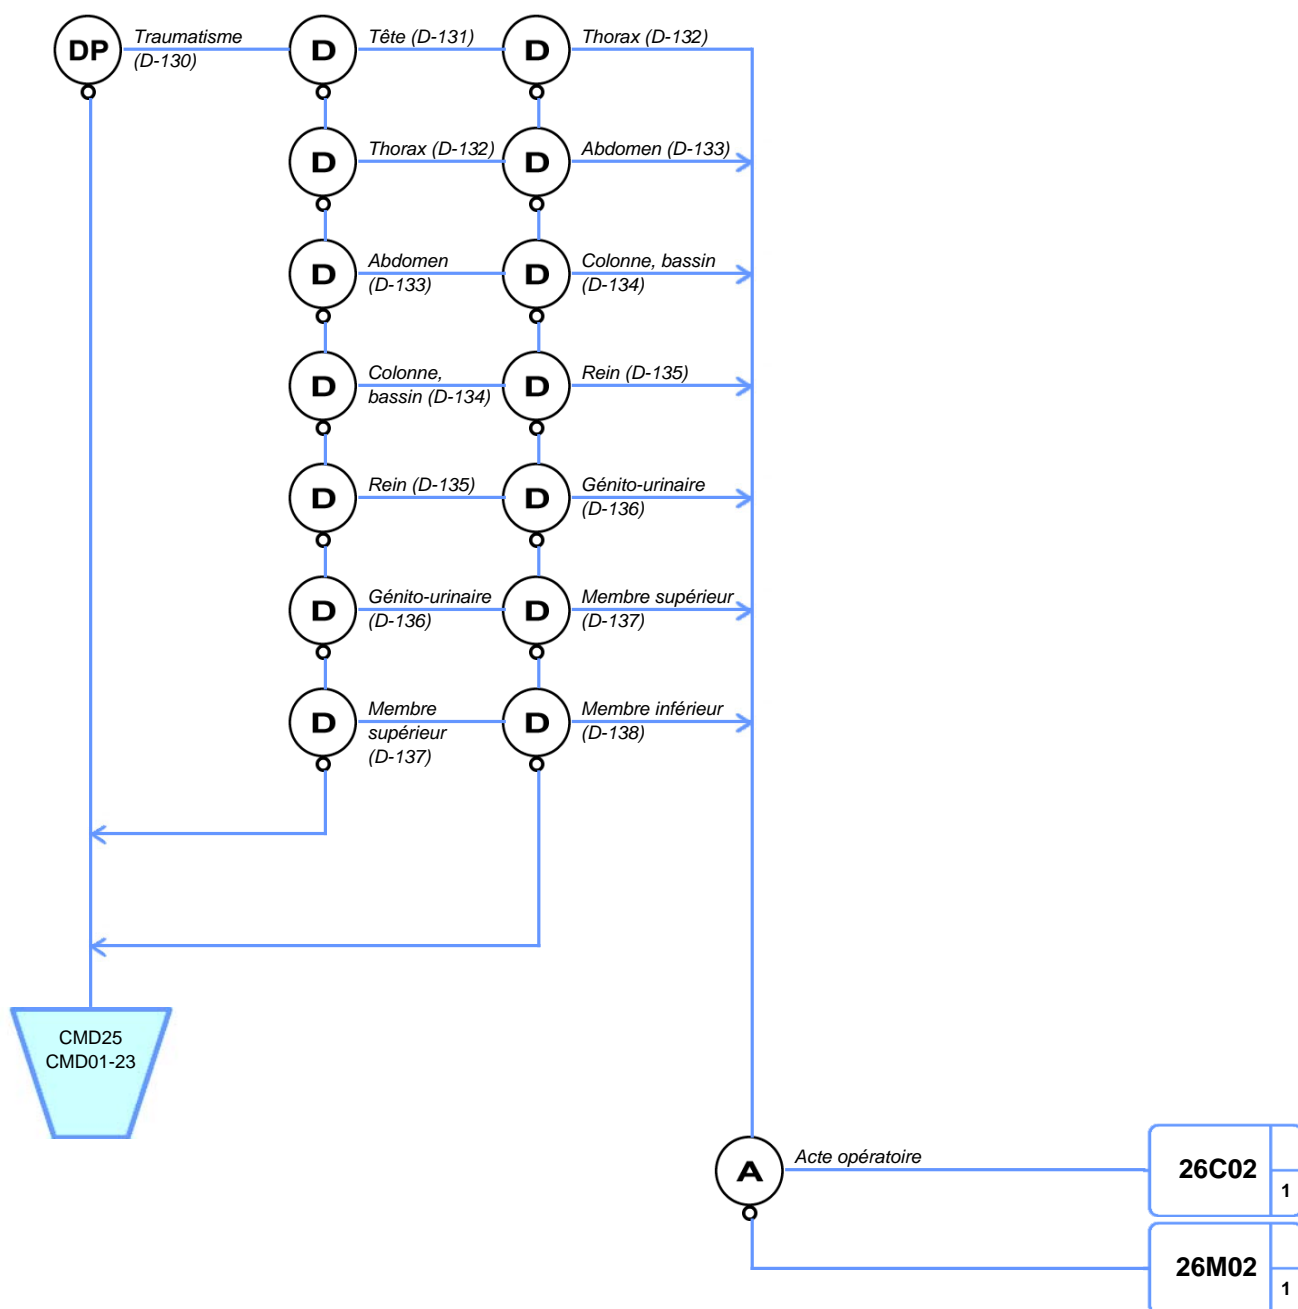 DP
Traumatisme
(D-130)
D
Tête (D-131)
D
Thorax (D-132)
D
Thorax (D-132)
D
Abdomen (D-133)
D
Abdomen
(D-133)
D
Colonne, bassin
(D-134)
D
Colonne,
bassin (D-134)
D
Rein (D-135)
D
Rein (D-135)
D
Génito-urinaire
(D-136)
D
Génito-urinaire
(D-136)
D
Membre supérieur
(D-137)
D
Membre
supérieur
(D-137)
D
Membre inférieur
(D-138)
CMD25
CMD01-23
A
Acte opératoire
26C02
1
26M02
1